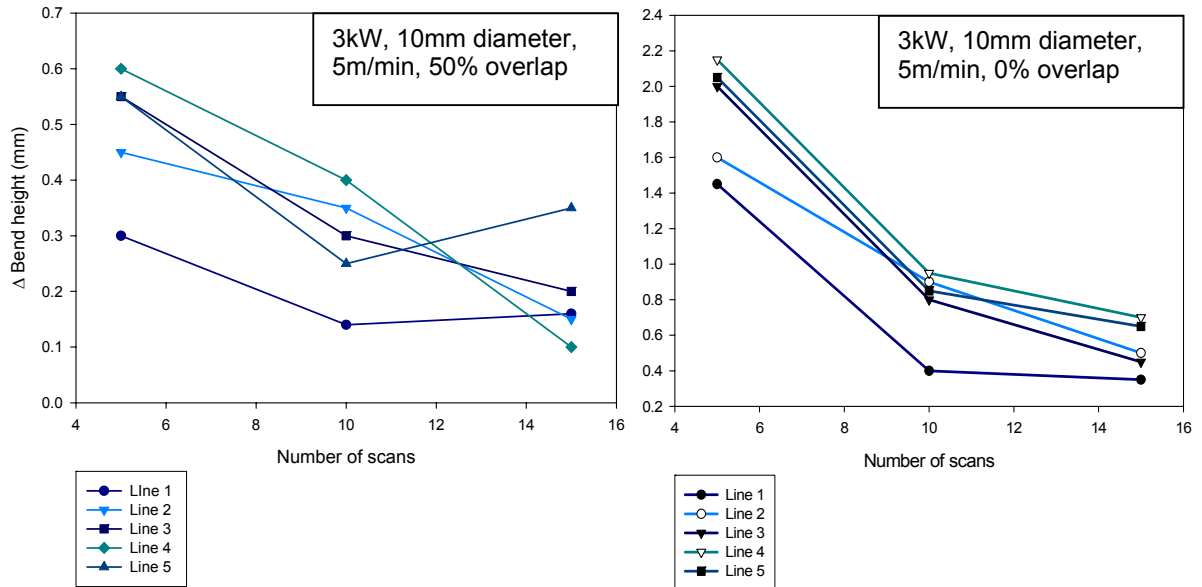 3kW, 10mm diameter,
5m/min, 50% overlap
Δ Bend height (mm)
0.7
0.6
0.5
0.4
0.3
0.2
0.1
0.0
4 6 8 10 12 14 16
Number of scans
LIne 1
Line 2
Line 3
Line 4
Line 5
3kW, 10mm diameter,
5m/min, 0% overlap
2.4
2.2
2.0
1.8
1.6
1.4
1.2
1.0
0.8
0.6
0.4
0.2
4 6 8 10 12 14 16
Number of scans
Line 1
Line 2
Line 3
Line 4
Line 5